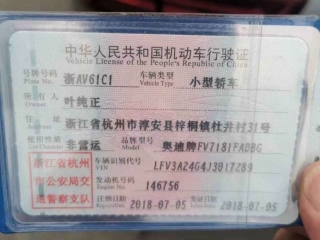 中华人民共和国机动车行驶证
Vehicle License of the People's Republic of China
号牌号码 浙AV61C1 车辆类型 小型轿车
Plate No. Vehicle Type
所有人 叶纯正
住址 浙江省杭州市淳安县梓桐镇杜井村31号
使用性质 非营运 品牌型号 奥迪牌FV7181FADBG
浙江省杭州市公安局交通警察支队
车辆识别代号 LFV3A24G4J3017289
VIN
发动机号码 146756
注册日期 2018-07-05 发证日期 2018-07-05